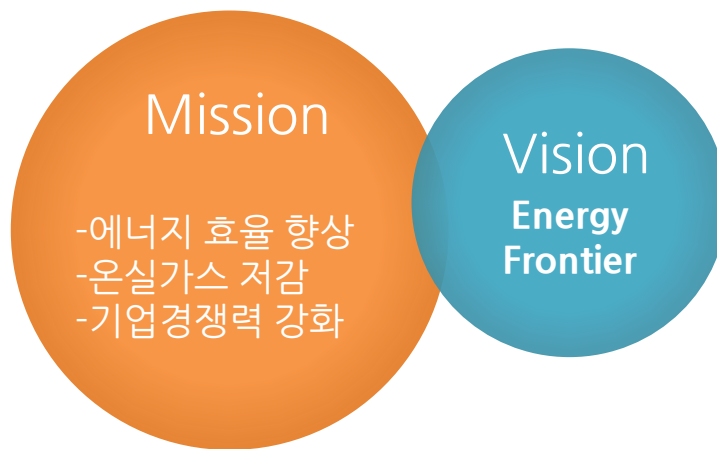 Mission
-에너지 효율 향상
-온실가스 저감
-기업경쟁력 강화
Vision
Energy
Frontier